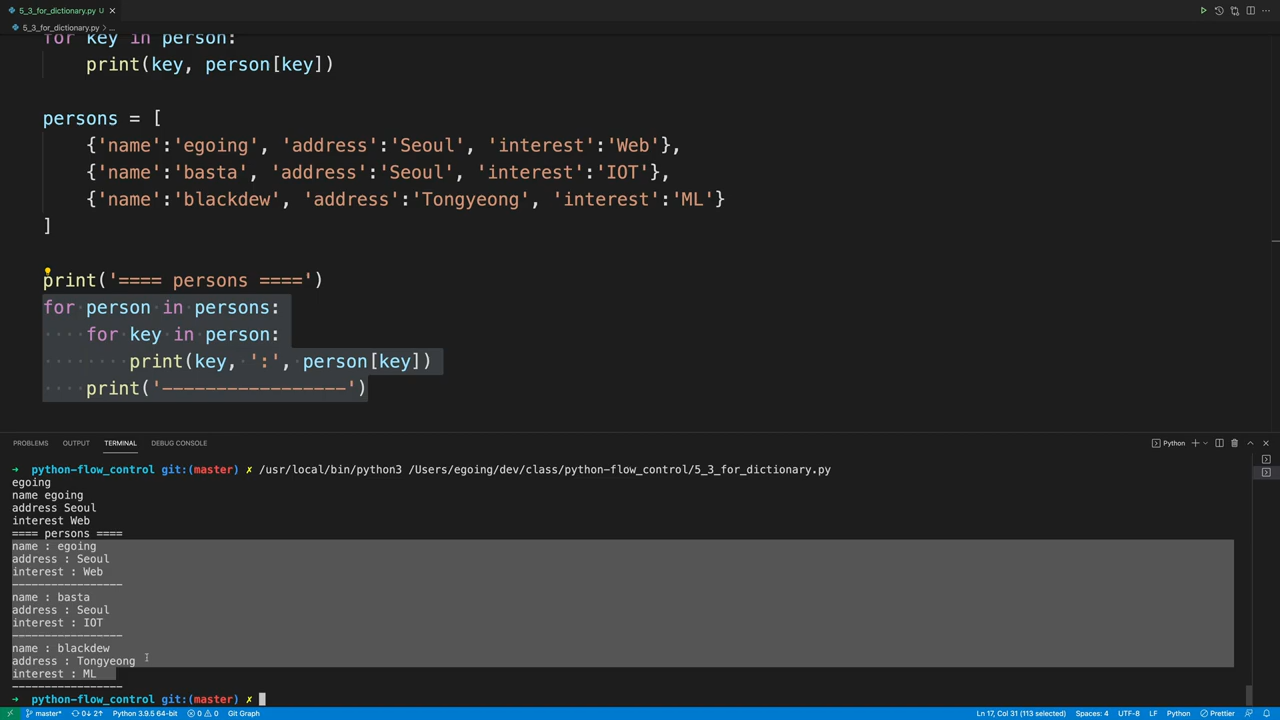 5_3_for_dictionary.py U ×
5_3_for_dictionary.py > ...
for key in person:
print(key, person[key])
persons = [
{'name':'egoing', 'address':'Seoul', 'interest':'Web'},
{'name':'basta', 'address':'Seoul', 'interest':'IOT'},
{'name':'blackdew', 'address':'Tongyeong', 'interest':'ML'}
]
print('==== persons ====')
for person in persons:
for key in person:
print(key, ':', person[key])
print('-----------------')
PROBLEMS OUTPUT TERMINAL DEBUG CONSOLE Python
→ python-flow_control git:(master) ✗ /usr/local/bin/python3 /Users/egoing/dev/class/python-flow_control/5_3_for_dictionary.py
egoing
name egoing
address Seoul
interest Web
==== persons ====
name : egoing
address : Seoul
interest : Web
-----------------
name : basta
address : Seoul
interest : IOT
-----------------
name : blackdew
address : Tongyeong
interest : ML
-----------------
→ python-flow_control git:(master) ✗
master* 0↓ 2↑ Python 3.9.5 64-bit 0 0 Git Graph Ln 17, Col 31 (113 selected) Spaces: 4 UTF-8 LF Python Prettier